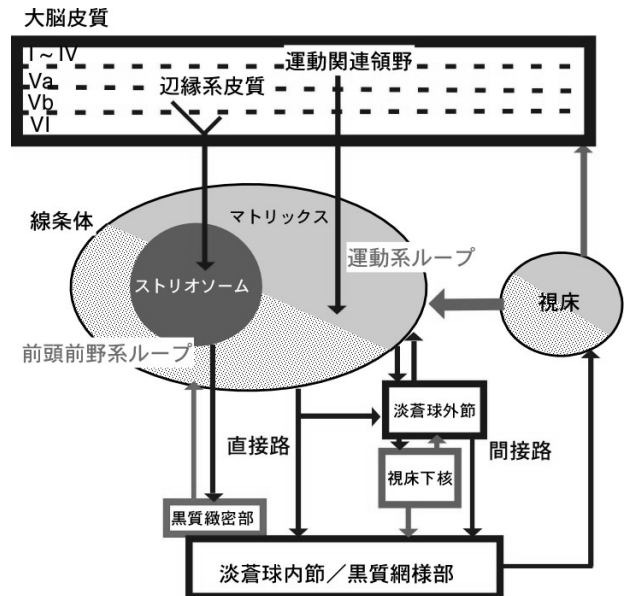 大脳皮質
I～IV
運動関連領野
Va
辺縁系皮質
Vb
VI
線条体
マトリックス
運動系ループ
ストリオソーム
視床
前頭前野系ループ
淡蒼球外節
直接路
間接路
視床下核
黒質緻密部
淡蒼球内節／黒質網様部